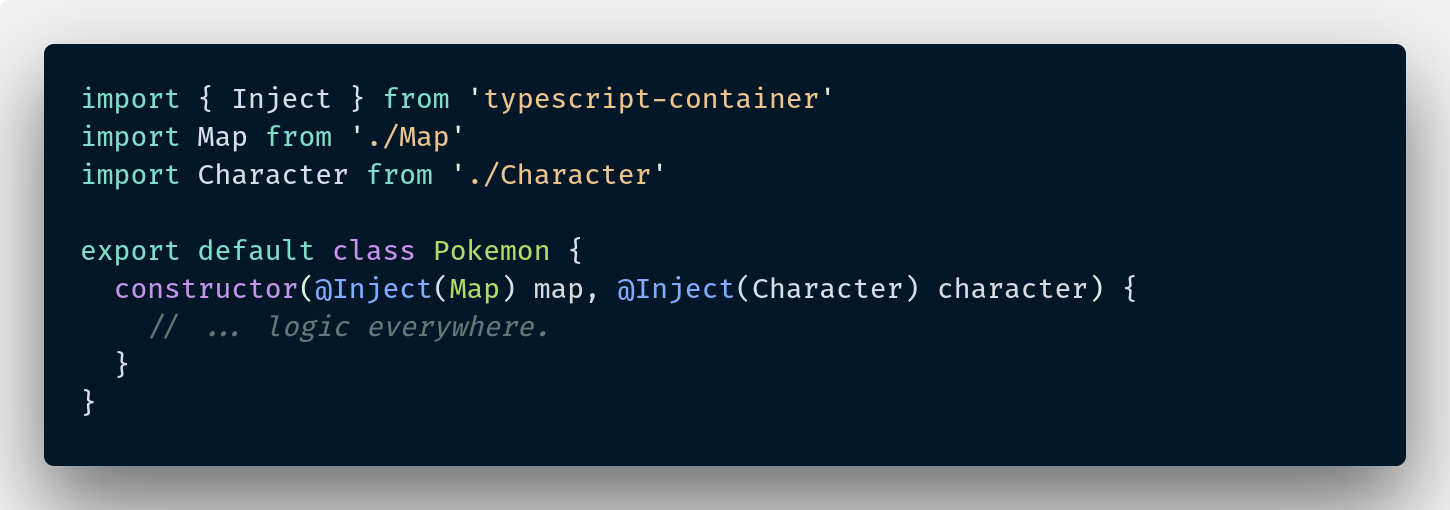 import { Inject } from 'typescript-container'
import Map from './Map'
import Character from './Character'

export default class Pokemon {
  constructor(@Inject(Map) map, @Inject(Character) character) {
    // ... logic everywhere.
  }
}